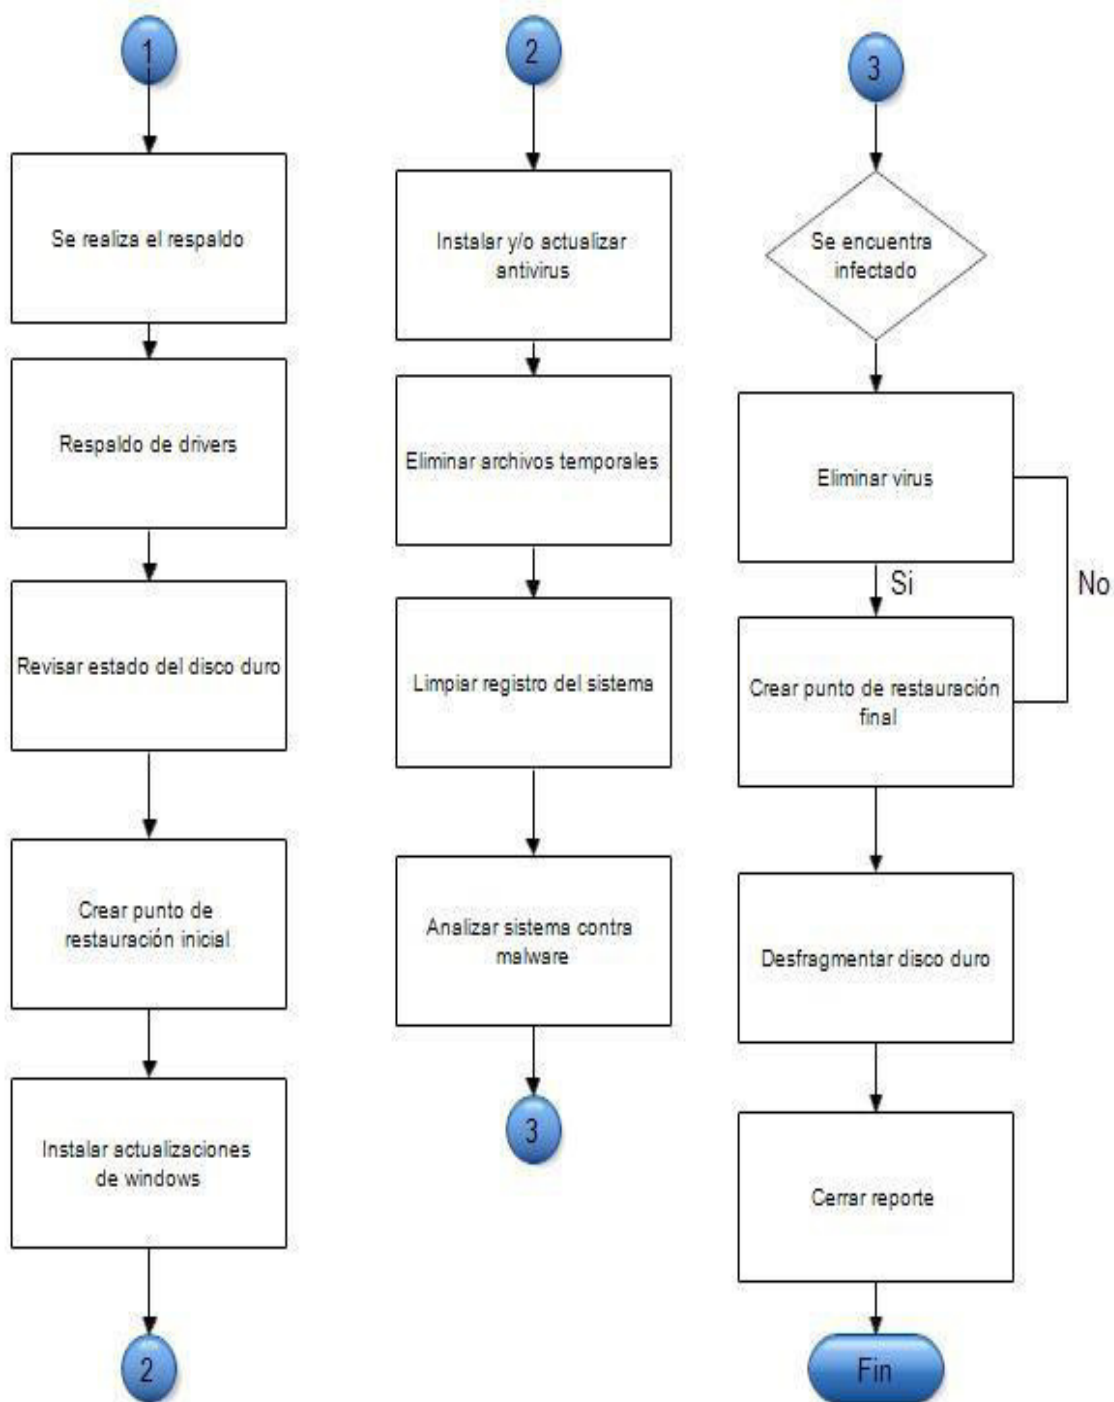 1
Se realiza el respaldo
Respaldo de drivers
Revisar estado del disco duro
Crear punto de
restauración inicial
Instalar actualizaciones
de windows
2
2
Instalar y/o actualizar
antivirus
Eliminar archivos temporales
Limpiar registro del sistema
Analizar sistema contra
malware
3
3
Se encuentra
infectado
Eliminar virus
Si
No
Crear punto de restauración
final
Desfragmentar disco duro
Cerrar reporte
Fin